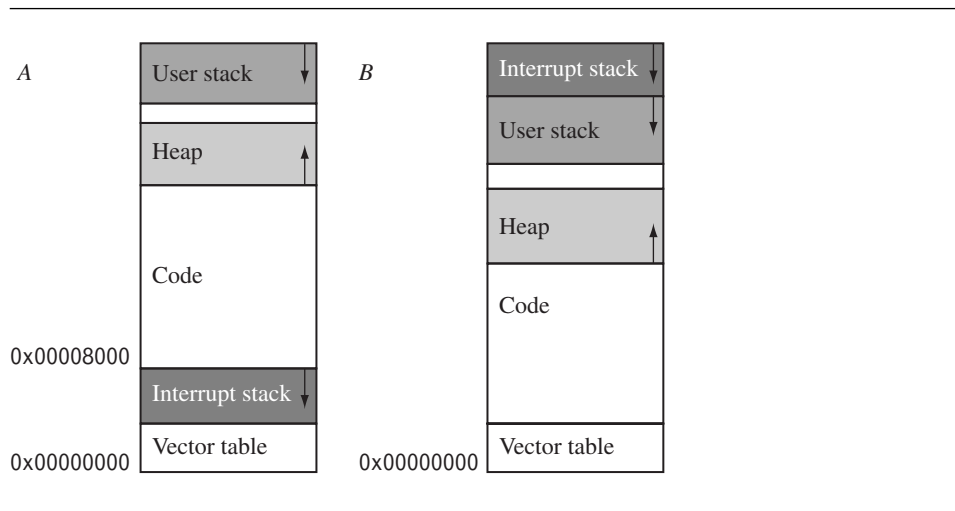 A
User stack
Heap
Code
0x00008000
Interrupt stack
Vector table
0x00000000
B
Interrupt stack
User stack
Heap
Code
Vector table
0x00000000